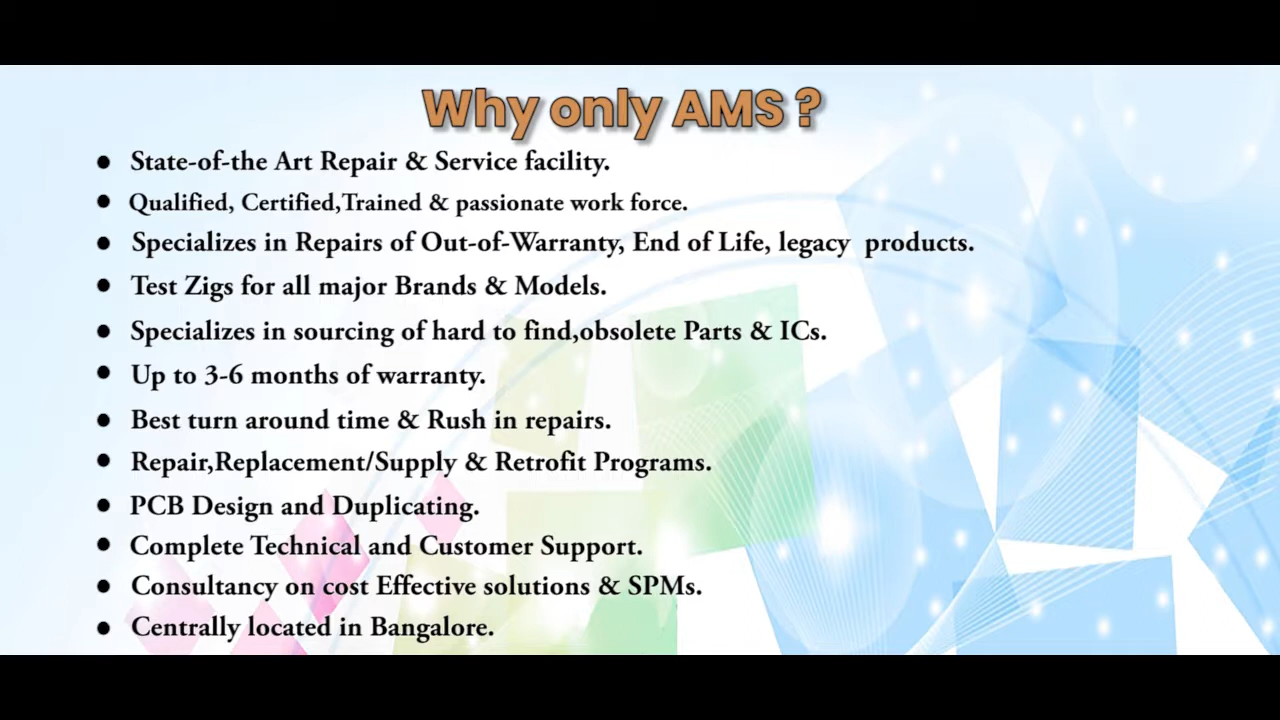 Why only AMS ?
● State-of-the Art Repair & Service facility.
● Qualified, Certified,Trained & passionate work force.
● Specializes in Repairs of Out-of-Warranty, End of Life, legacy  products.
● Test Zigs for all major Brands & Models.
● Specializes in sourcing of hard to find,obsolete Parts & ICs.
● Up to 3-6 months of warranty.
● Best turn around time & Rush in repairs.
● Repair,Replacement/Supply & Retrofit Programs.
● PCB Design and Duplicating.
● Complete Technical and Customer Support.
● Consultancy on cost Effective solutions & SPMs.
● Centrally located in Bangalore.